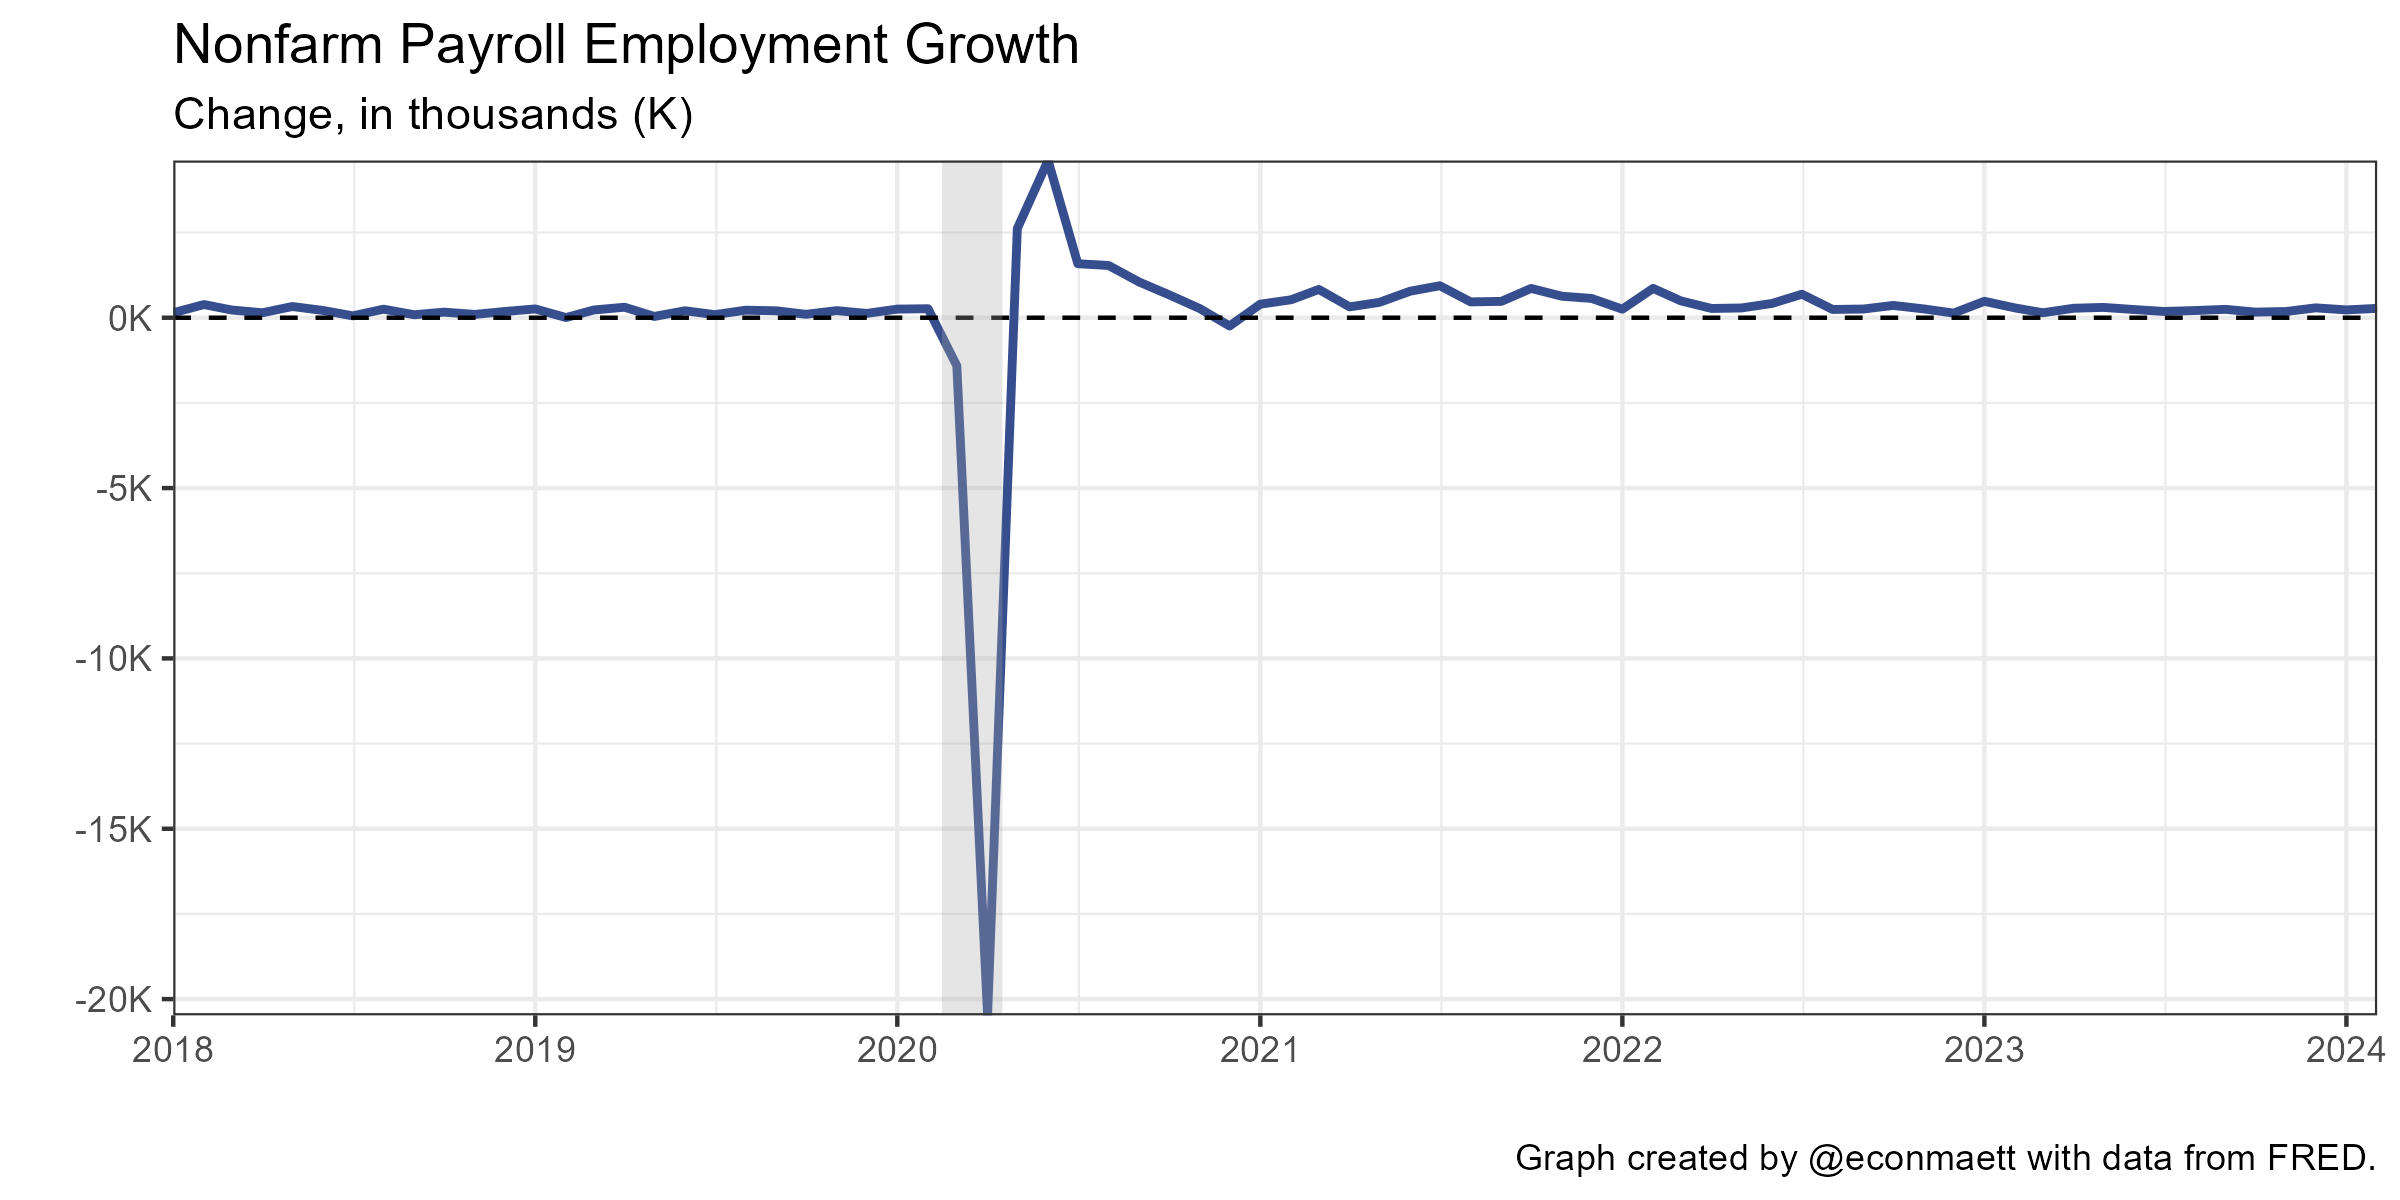 Nonfarm Payroll Employment Growth
Change, in thousands (K)
0K
-5K
-10K
-15K
-20K
2018 2019 2020 2021 2022 2023 2024
Graph created by @econmaett with data from FRED.